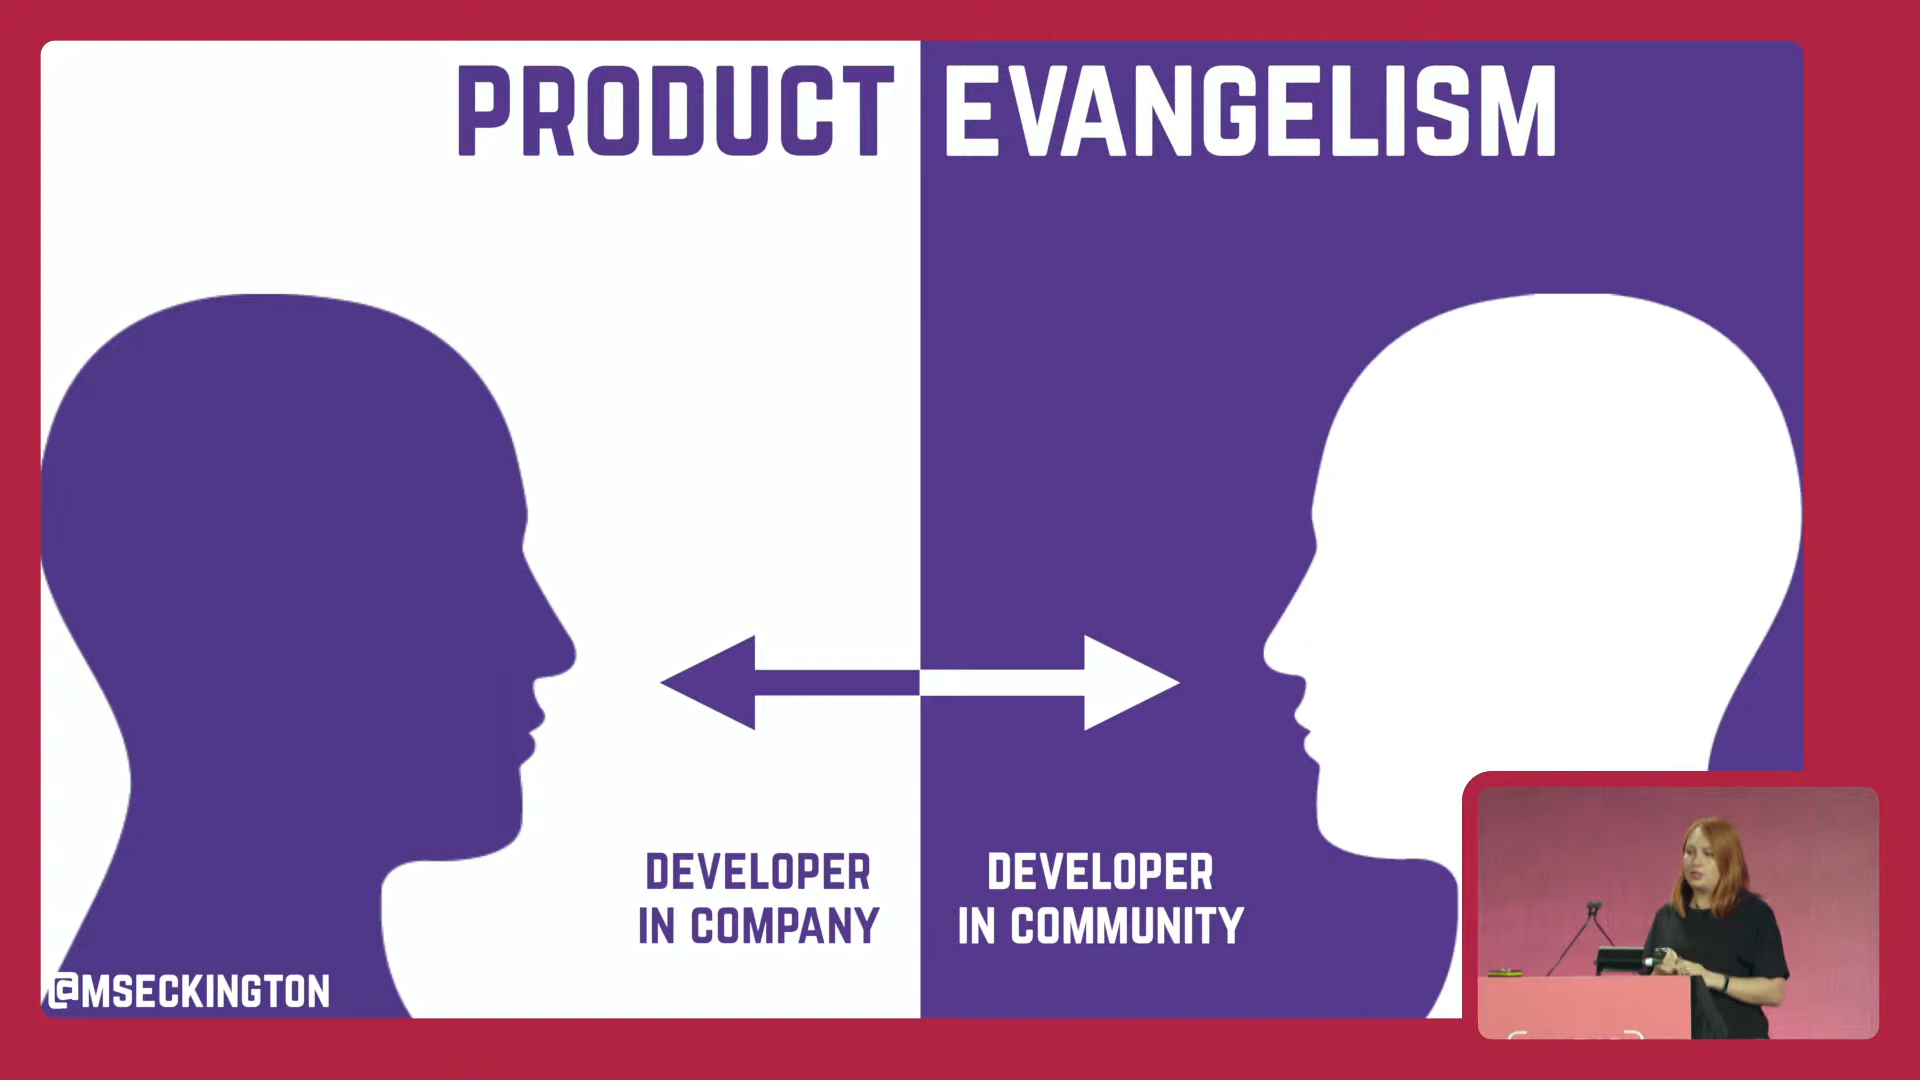 PRODUCT EVANGELISM
DEVELOPER
IN COMPANY
DEVELOPER
IN COMMUNITY
@MSECKINGTON